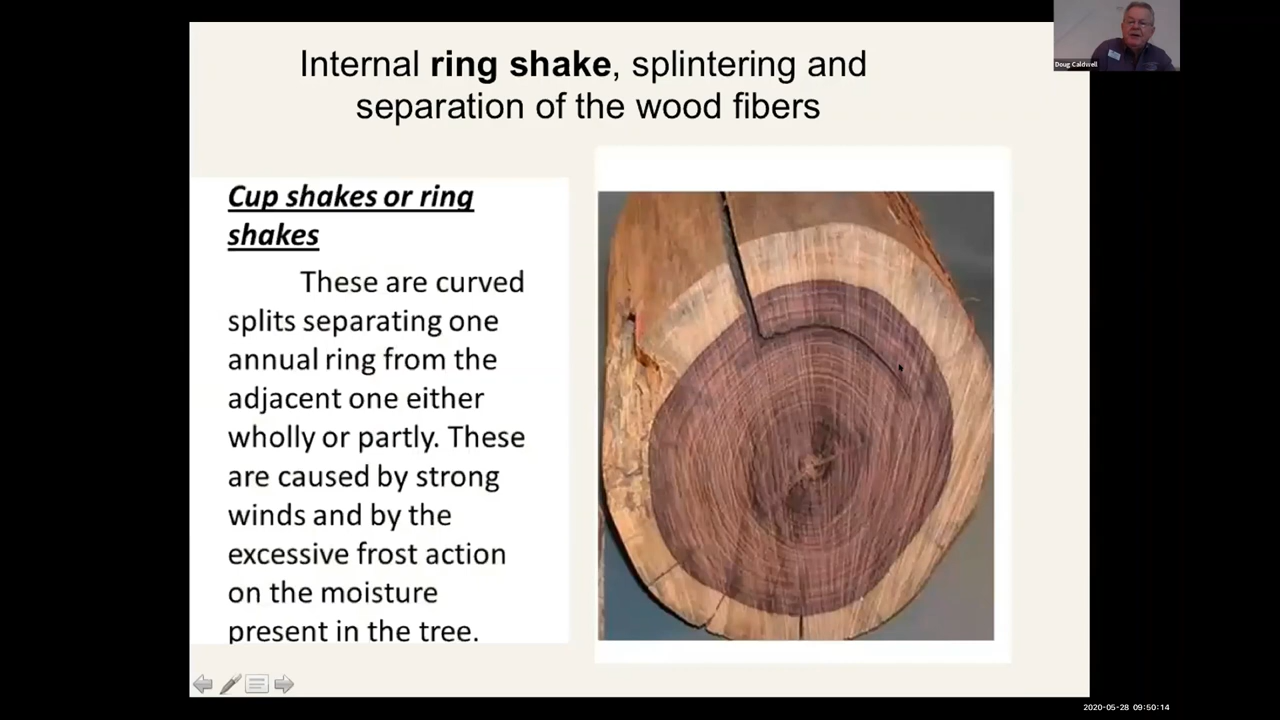 Internal ring shake, splintering and
separation of the wood fibers
Doug Caldwell
Cup shakes or ring
shakes
These are curved
splits separating one
annual ring from the
adjacent one either
wholly or partly. These
are caused by strong
winds and by the
excessive frost action
on the moisture
present in the tree.
2020-05-28 09:50:14